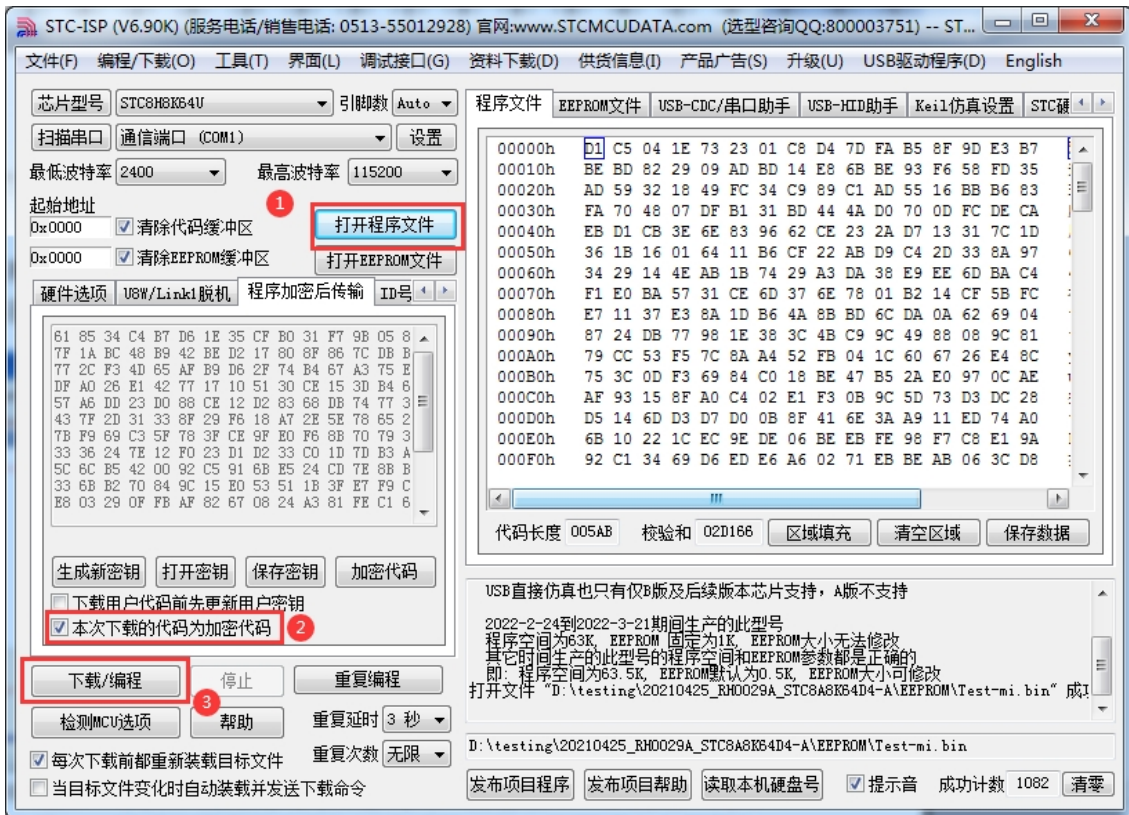 STC-ISP (V6.90K) (服务电话/销售电话: 0513-55012928) 官网:www.STCMCUDATA.com (选型咨询QQ:800003751) -- ST...
文件(F) 编程/下载(O) 工具(T) 界面(L) 调试接口(G) 资料下载(D) 供货信息(I) 产品广告(S) 升级(U) USB驱动程序(D) English
芯片型号 STC8H8K64U 引脚数 Auto
扫描串口 通信端口 (COM1) 设置
最低波特率 2400 最高波特率 115200
起始地址
1
0x0000 清除代码缓冲区 打开程序文件
0x0000 清除EEPROM缓冲区 打开EEPROM文件
硬件选项 U8W/Link1脱机 程序加密后传输 ID号
61 85 34 C4 B7 D6 1E 35 CF B0 31 F7 9B 05 8
7F 1A BC 48 B9 42 BE D2 17 80 8F 86 7C DB B
77 2C F3 4D 65 AF B9 D6 2F 74 B4 67 A3 75 E
DF A0 26 E1 42 77 17 10 51 30 CE 15 3D B4 6
57 A6 DD 23 D0 88 CE 12 D2 83 68 DB 74 77 3
43 7F 2D 31 33 8F 29 F6 18 A7 2E 5E 78 65 2
7B F9 69 C3 5F 78 3F CE 9F E0 F6 8B 70 79 3
33 36 24 7E 12 F0 23 D1 D2 33 C0 1D 7D B3 A
5C 6C B5 42 00 92 C5 91 6B E5 24 CD 7E 8B B
33 6B B2 70 84 9C 15 E0 53 51 1B 3F E7 F9 C
E8 03 29 0F FB AF 82 67 08 24 A3 81 FE C1 6
生成新密钥 打开密钥 保存密钥 加密代码
下载用户代码前先更新用户密钥
本次下载的代码为加密代码 2
下载/编程 停止 重复编程
3
检测MCU选项 帮助 重复延时 3 秒
每次下载前都重新装载目标文件 重复次数 无限
当目标文件变化时自动装载并发送下载命令
程序文件 EEPROM文件 USB-CDC/串口助手 USB-HID助手 Keil仿真设置 STC硬
00000h D1 C5 04 1E 73 23 01 C8 D4 7D FA B5 8F 9D E3 B7
00010h BE BD 82 29 09 AD BD 14 E8 6B BE 93 F6 58 FD 35
00020h AD 59 32 18 49 FC 34 C9 89 C1 AD 55 16 BB B6 83
00030h FA 70 48 07 DF B1 31 BD 44 4A D0 70 0D FC DE CA
00040h EB D1 CB 3E 6E 83 96 62 CE 23 2A D7 13 31 7C 1D
00050h 36 1B 16 01 64 11 B6 CF 22 AB D9 C4 2D 33 8A 97
00060h 34 29 14 4E AB 1B 74 29 A3 DA 38 E9 EE 6D BA C4
00070h F1 E0 BA 57 31 CE 6D 37 6E 78 01 B2 14 CF 5B FC
00080h E7 11 37 E3 8A 1D B6 4A 8B BD 6C DA 0A 62 69 04
00090h 87 24 DB 77 98 1E 38 3C 4B C9 9C 49 88 08 9C 81
000A0h 79 CC 53 F5 7C 8A A4 52 FB 04 1C 60 67 26 E4 8C
000B0h 75 3C 0D F3 69 84 C0 18 BE 47 B5 2A E0 97 0C AE
000C0h AF 93 15 8F A0 C4 02 E1 F3 0B 9C 5D 73 D3 DC 28
000D0h D5 14 6D D3 D7 D0 0B 8F 41 6E 3A A9 11 ED 74 A0
000E0h 6B 10 22 1C EC 9E DE 06 BE EB FE 98 F7 C8 E1 9A
000F0h 92 C1 34 69 D6 ED E6 A6 02 71 EB BE AB 06 3C D8
代码长度 005AB 校验和 02D166 区域填充 清空区域 保存数据
USB直接仿真也只有仅B版及后续版本芯片支持，A版不支持
2022-2-24到2022-3-21期间生产的此型号
程序空间为63K, EEPROM 固定为1K, EEPROM大小无法修改
其它时间生产的此型号的程序空间和EEPROM参数都是正确的
即: 程序空间为63.5K, EEPROM默认为0.5K, EEPROM大小可修改
打开文件 "D:\testing\20210425_RH0029A_STC8A8K64D4-A\EEPROM\Test-mi.bin" 成
D:\testing\20210425_RH0029A_STC8A8K64D4-A\EEPROM\Test-mi.bin
发布项目程序 发布项目帮助 读取本机硬盘号 提示音 成功计数 1082 清零